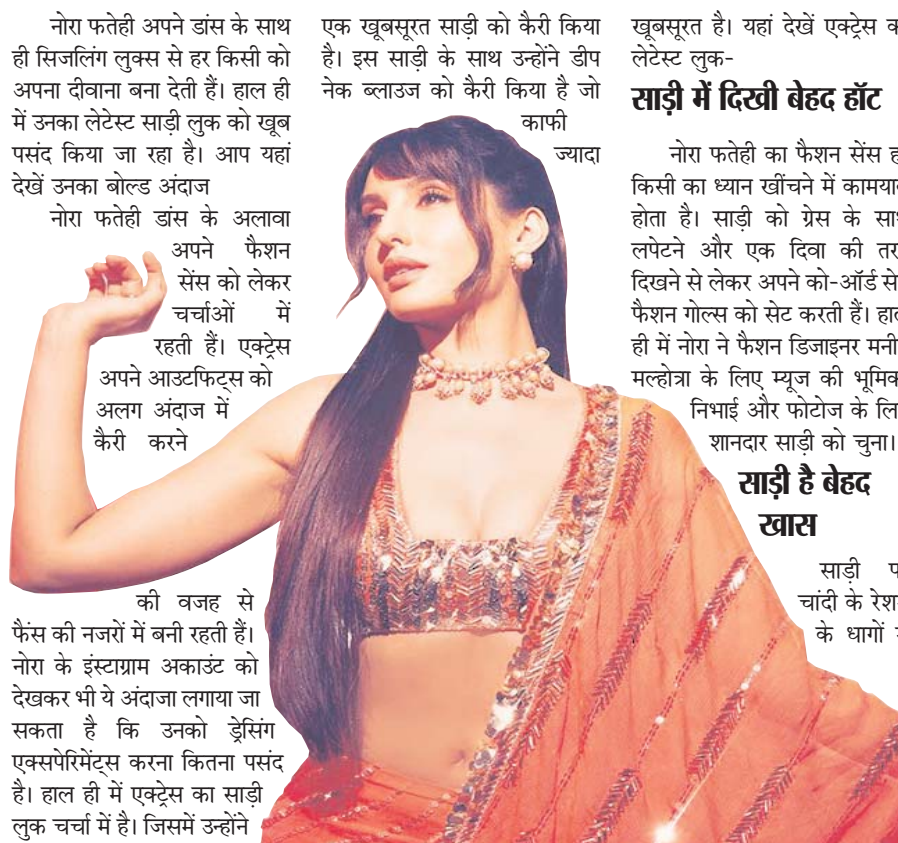 नोरा फतेही अपने डांस के साथ
ही सिजलिंग लुक्स से हर किसी को
अपना दीवाना बना देती हैं। हाल ही
में उनका लेटेस्ट साड़ी लुक को खूब
पसंद किया जा रहा है। आप यहां
देखें उनका बोल्ड अंदाज
नोरा फतेही डांस के अलावा
अपने फैशन
सेंस को लेकर
चर्चाओं में
रहती हैं। एक्ट्रेस
अपने आउटफिट्स को
अलग अंदाज में
कैरी करने
की वजह से
फैंस की नजरों में बनी रहती हैं।
नोरा के इंस्टाग्राम अकाउंट को
देखकर भी ये अंदाजा लगाया जा
सकता है कि उनको ड्रेसिंग
एक्सपेरिमेंट्स करना कितना पसंद
है। हाल ही में एक्ट्रेस का साड़ी
लुक चर्चा में है। जिसमें उन्होंने
एक खूबसूरत साड़ी को कैरी किया
है। इस साड़ी के साथ उन्होंने डीप
नेक ब्लाउज को कैरी किया है जो
काफी
ज्यादा
खूबसूरत है। यहां देखें एक्ट्रेस
लेटेस्ट लुक-
साड़ी में दिखी बेहद हॉट
नोरा फतेही का फैशन सेंस
किसी का ध्यान खींचने में
होता है। साड़ी को ग्रेस के
लपेटने और एक दिवा की
दिखने से लेकर अपने को-ऑर्ड
फैशन गोल्स को सेट करती हैं।
ही में नोरा ने फैशन डिजाइनर
मल्होत्रा के लिए म्यूज की
निभाई और फोटोज के
शानदार साड़ी को चुना।
साड़ी है बेहद
खास
साड़ी
चांदी के
के धागों